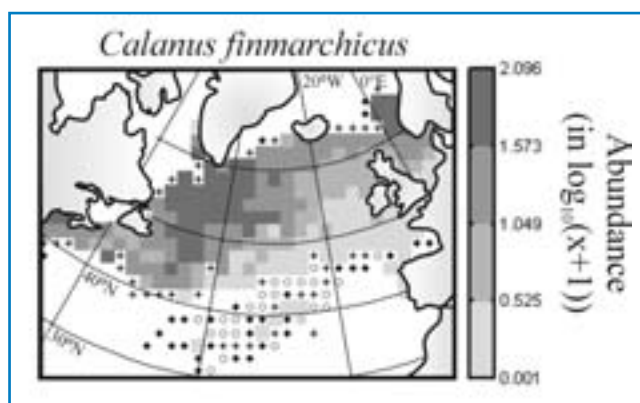 Calanus finmarchicus
20°W 0°E
40°N
30°N
2.096
1.573
1.049
0.525
0.001
Abundance
(in log₁₀(x+1))